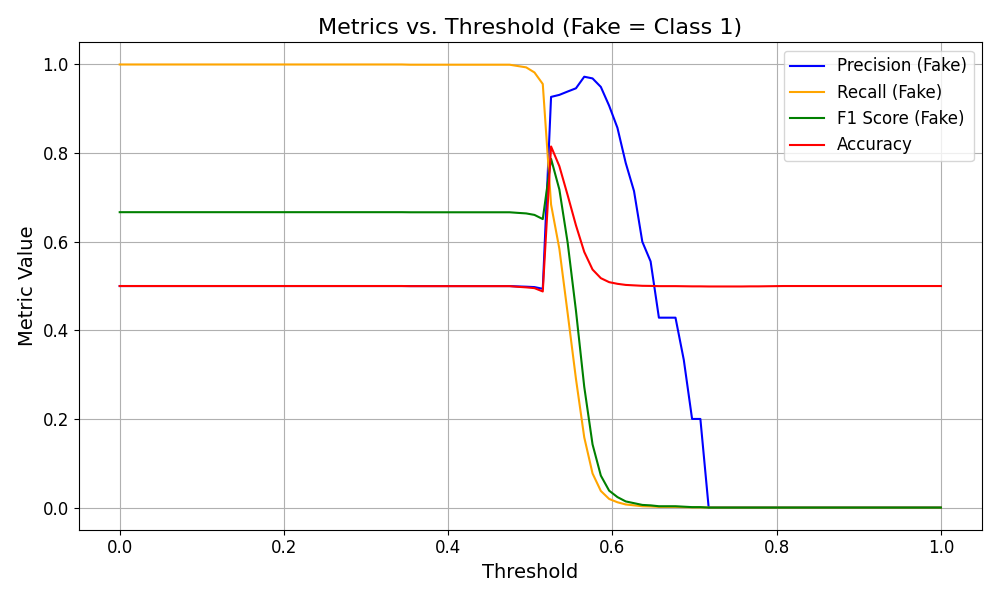 Metrics vs. Threshold (Fake = Class 1)
Precision (Fake)
Recall (Fake)
F1 Score (Fake)
Accuracy
Metric Value
1.0
0.8
0.6
0.4
0.2
0.0
0.0 0.2 0.4 0.6 0.8 1.0
Threshold